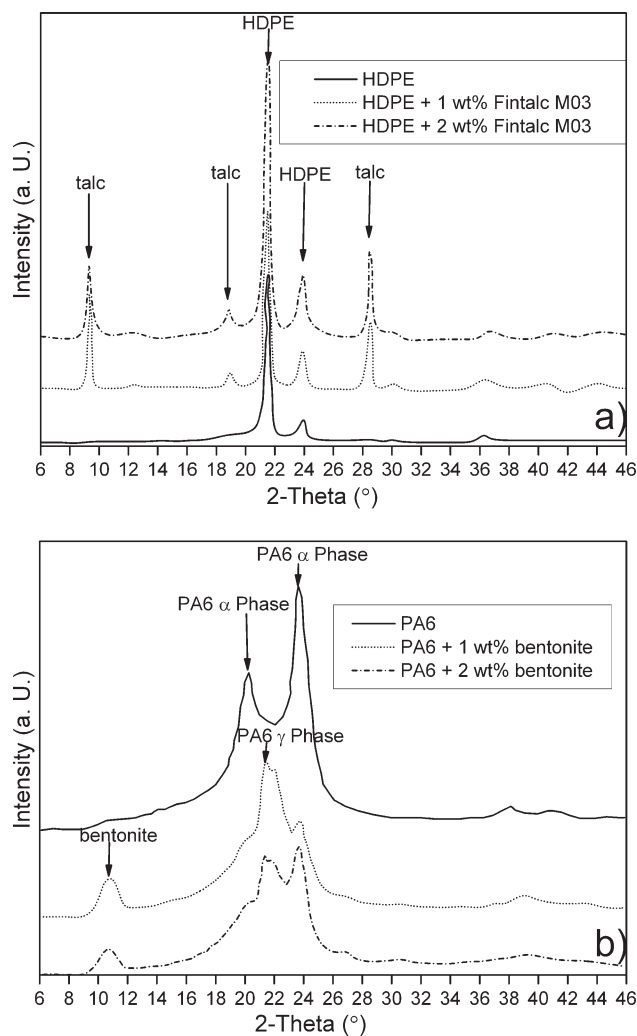 HDPE
HDPE
HDPE + 1 wt% Fintalc M03
HDPE + 2 wt% Fintalc M03
talc
talc
HDPE
talc
Intensity (a. U.)
a)
6 8 10 12 14 16 18 20 22 24 26 28 30 32 34 36 38 40 42 44 46
2-Theta (°)
PA6 α Phase
PA6 α Phase
PA6
PA6 + 1 wt% bentonite
PA6 + 2 wt% bentonite
PA6 γ Phase
bentonite
Intensity (a. U.)
b)
6 8 10 12 14 16 18 20 22 24 26 28 30 32 34 36 38 40 42 44 46
2-Theta (°)